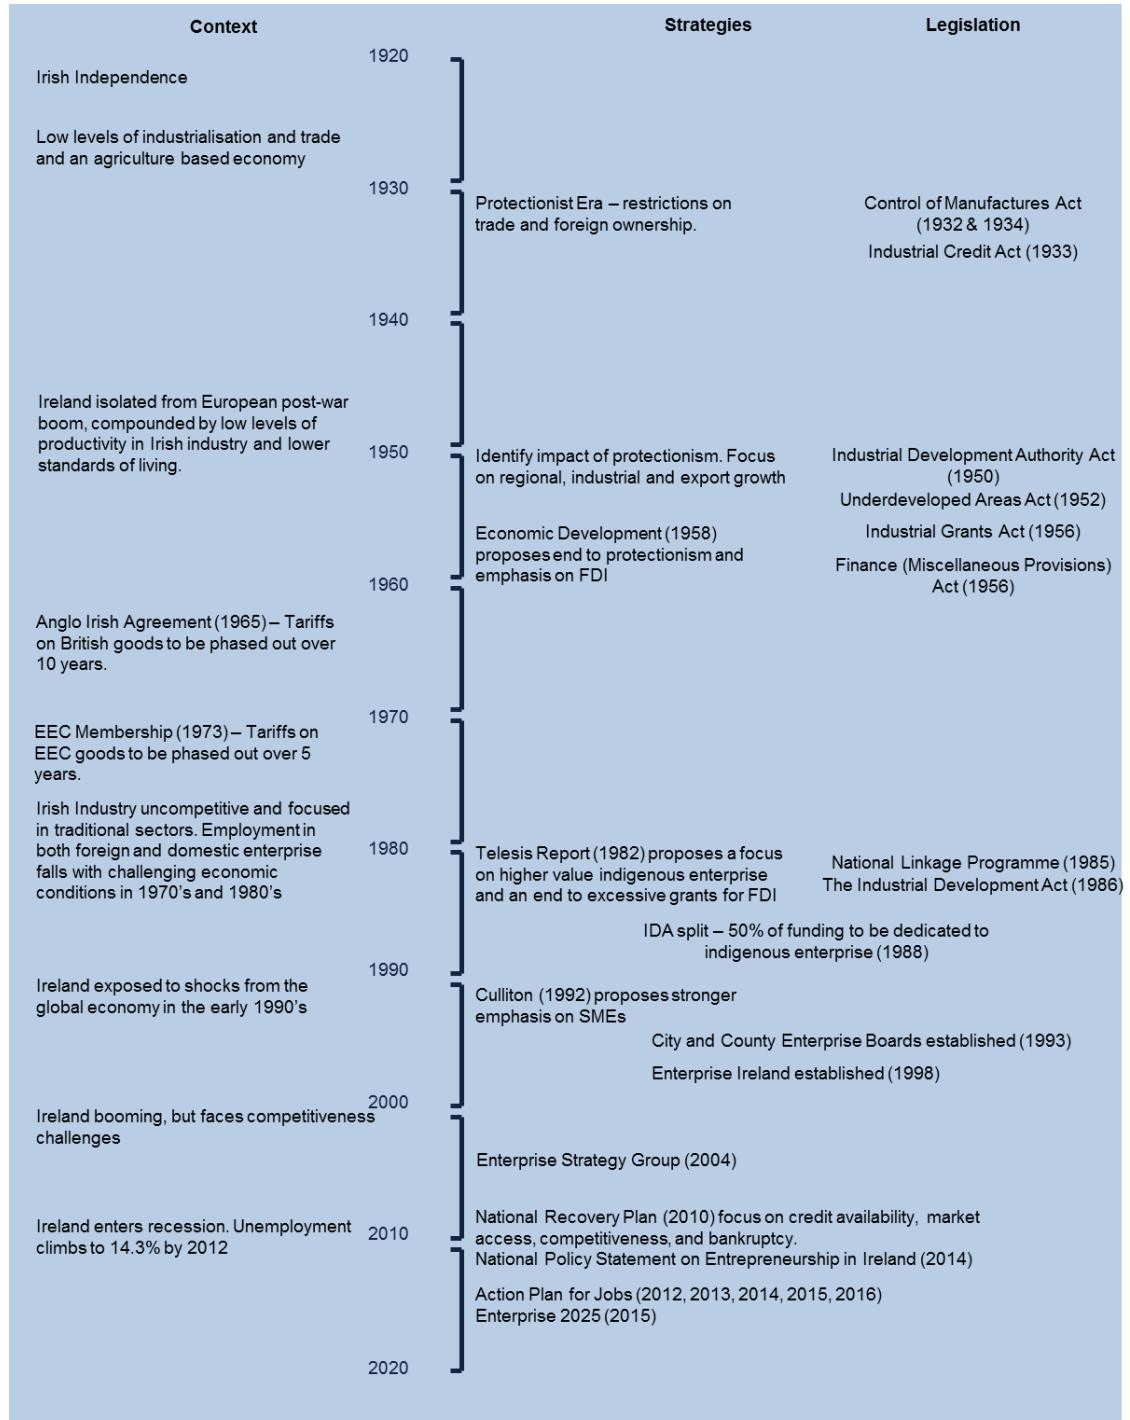 Context
Strategies
Legislation
1920
Irish Independence
Low levels of industrialisation and trade
and an agriculture based economy
1930
Protectionist Era – restrictions on
trade and foreign ownership.
Control of Manufactures Act
(1932 & 1934)
Industrial Credit Act (1933)
1940
Ireland isolated from European post-war
boom, compounded by low levels of
productivity in Irish industry and lower
standards of living.
1950
Identify impact of protectionism. Focus
on regional, industrial and export growth
Industrial Development Authority Act
(1950)
Underdeveloped Areas Act (1952)
Economic Development (1958)
proposes end to protectionism and
emphasis on FDI
Industrial Grants Act (1956)
Finance (Miscellaneous Provisions)
Act (1956)
1960
Anglo Irish Agreement (1965) – Tariffs
on British goods to be phased out over
10 years.
1970
EEC Membership (1973) – Tariffs on
EEC goods to be phased out over 5
years.
Irish Industry uncompetitive and focused
in traditional sectors. Employment in
both foreign and domestic enterprise
falls with challenging economic
conditions in 1970's and 1980's
1980
Telesis Report (1982) proposes a focus
on higher value indigenous enterprise
and an end to excessive grants for FDI
National Linkage Programme (1985)
The Industrial Development Act (1986)
IDA split – 50% of funding to be dedicated to
indigenous enterprise (1988)
1990
Ireland exposed to shocks from the
global economy in the early 1990's
Culliton (1992) proposes stronger
emphasis on SMEs
City and County Enterprise Boards established (1993)
Enterprise Ireland established (1998)
2000
Ireland booming, but faces competitiveness
challenges
Enterprise Strategy Group (2004)
Ireland enters recession. Unemployment
climbs to 14.3% by 2012
2010
National Recovery Plan (2010) focus on credit availability, market
access, competitiveness, and bankruptcy.
National Policy Statement on Entrepreneurship in Ireland (2014)
Action Plan for Jobs (2012, 2013, 2014, 2015, 2016)
Enterprise 2025 (2015)
2020